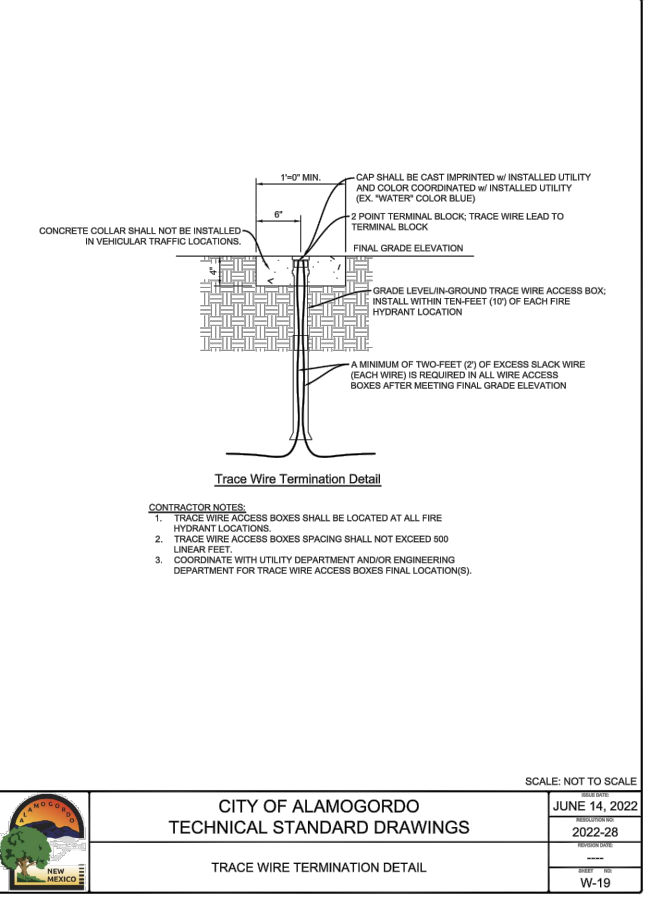 1'=0" MIN.
6"
4"
CAP SHALL BE CAST IMPRINTED w/ INSTALLED UTILITY
AND COLOR COORDINATED w/ INSTALLED UTILITY
(EX. "WATER" COLOR BLUE)
2 POINT TERMINAL BLOCK; TRACE WIRE LEAD TO
TERMINAL BLOCK
CONCRETE COLLAR SHALL NOT BE INSTALLED
IN VEHICULAR TRAFFIC LOCATIONS.
FINAL GRADE ELEVATION
GRADE LEVEL/IN-GROUND TRACE WIRE ACCESS BOX;
INSTALL WITHIN TEN-FEET (10') OF EACH FIRE
HYDRANT LOCATION
A MINIMUM OF TWO-FEET (2') OF EXCESS SLACK WIRE
(EACH WIRE) IS REQUIRED IN ALL WIRE ACCESS
BOXES AFTER MEETING FINAL GRADE ELEVATION
Trace Wire Termination Detail
CONTRACTOR NOTES:
1. TRACE WIRE ACCESS BOXES SHALL BE LOCATED AT ALL FIRE
HYDRANT LOCATIONS.
2. TRACE WIRE ACCESS BOXES SPACING SHALL NOT EXCEED 500
LINEAR FEET.
3. COORDINATE WITH UTILITY DEPARTMENT AND/OR ENGINEERING
DEPARTMENT FOR TRACE WIRE ACCESS BOXES FINAL LOCATION(S).
SCALE: NOT TO SCALE
ALAMOGORDO
NEW
MEXICO
CITY OF ALAMOGORDO
TECHNICAL STANDARD DRAWINGS
TRACE WIRE TERMINATION DETAIL
ISSUE DATE:
JUNE 14, 2022
RESOLUTION NO:
2022-28
REVISION DATE:
----
SHEET NO:
W-19